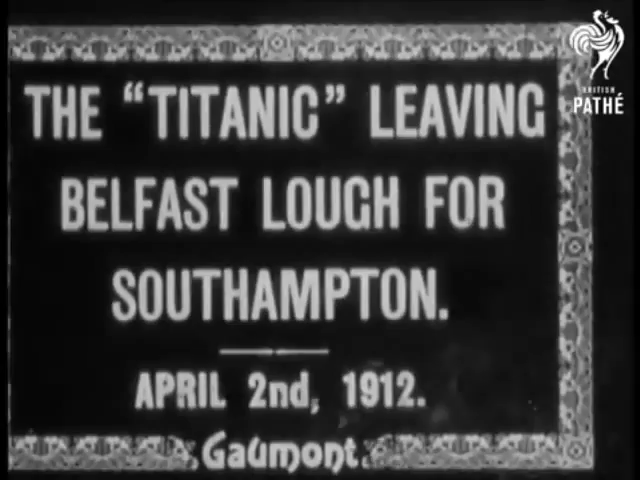 BRITISH
PATHÉ
THE "TITANIC" LEAVING
BELFAST LOUGH FOR
SOUTHAMPTON.
APRIL 2nd, 1912.
Gaumont